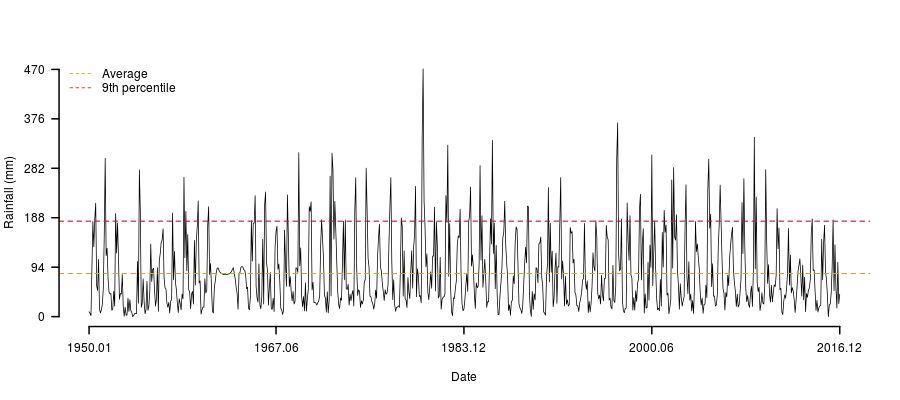 470
376
282
188
94
0
Rainfall (mm)
Average
9th percentile
1950.01 1967.06 1983.12 2000.06 2016.12
Date